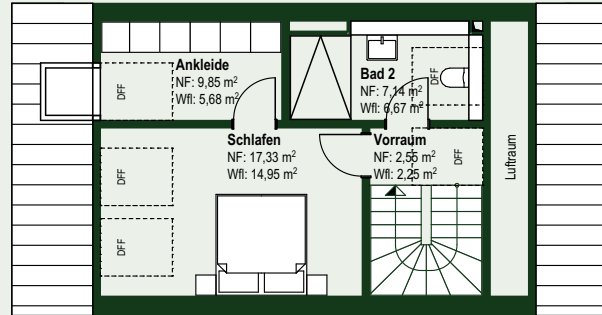 Ankleide
NF: 9,85 m²
Wfl: 5,68 m²
DFF
Bad 2
NF: 7,14 m²
Wfl: 6,67 m²
DFF
Schlafen
NF: 17,33 m²
Wfl: 14,95 m²
Vorraum
NF: 2,55 m²
Wfl: 2,25 m²
DFF
Luftraum
DFF
DFF